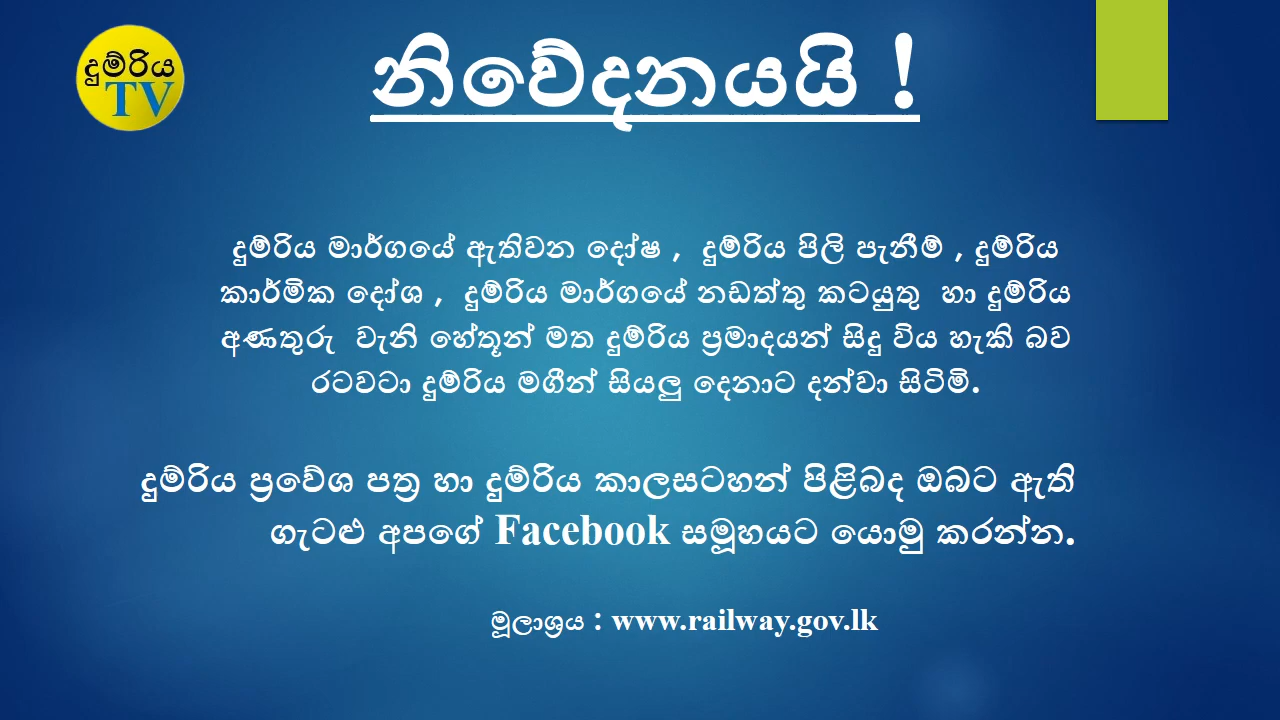 දුම්රිය
TV
නිවේදනයයි !
දුම්රිය මාර්ගයේ ඇතිවන දෝෂ , දුම්රිය පිලි පැනීම් , දුම්රිය
කාර්මික දෝශ , දුම්රිය මාර්ගයේ නඩත්තු කටයුතු හා දුම්රිය
අණතුරු වැනි හේතූන් මත දුම්රිය ප්‍රමාදයන් සිදු විය හැකි බව
රටවටා දුම්රිය මගීන් සියලු දෙනාට දන්වා සිටිමි.
දුම්රිය ප්‍රවේශ පත්‍ර හා දුම්රිය කාලසටහන් පිළිබද ඔබට ඇති
ගැටළු අපගේ Facebook සමූහයට යොමු කරන්න.
මූලාශ්‍රය : www.railway.gov.lk